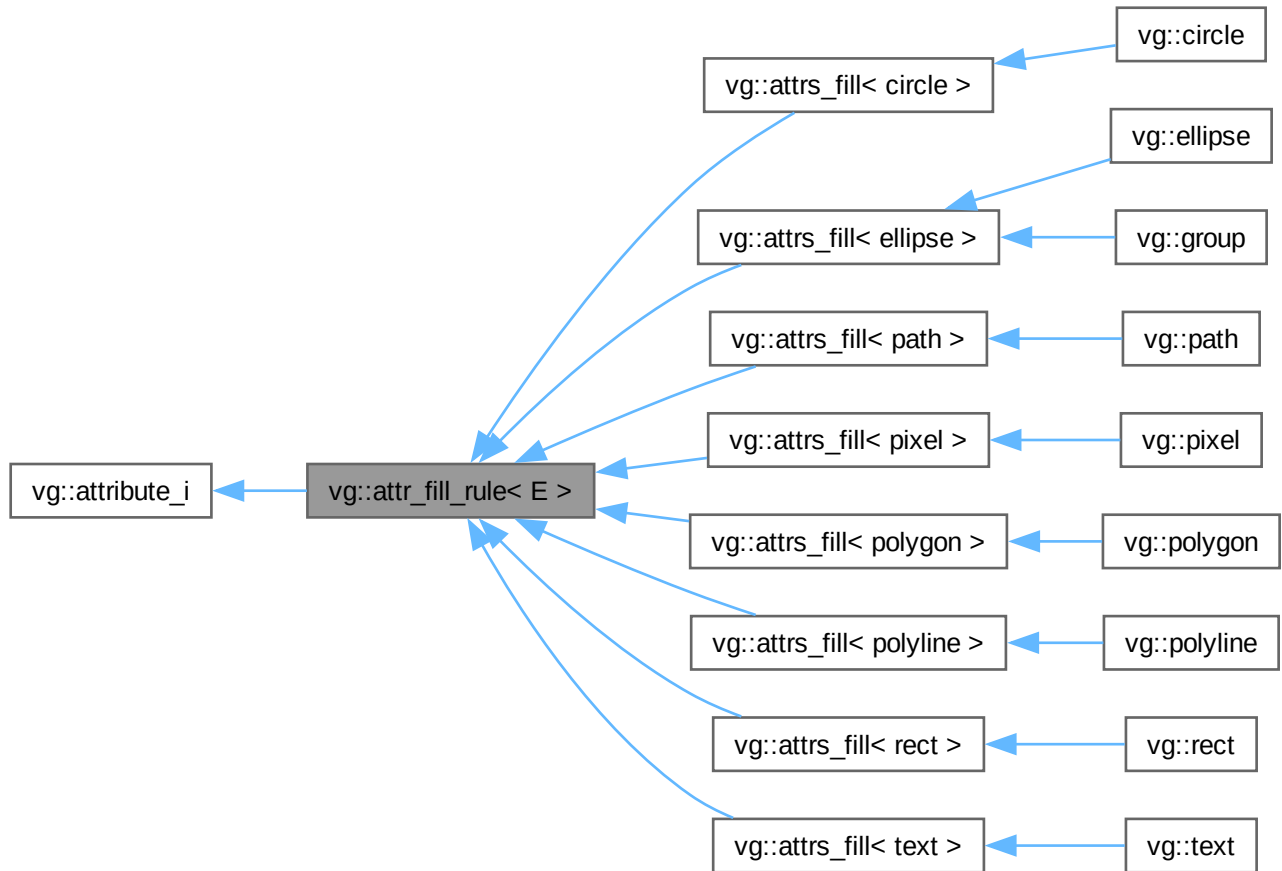 vg::attribute_i
vg::attr_fill_rule< E >
vg::attrs_fill< circle >
vg::circle
vg::attrs_fill< ellipse >
vg::ellipse
vg::group
vg::attrs_fill< path >
vg::path
vg::attrs_fill< pixel >
vg::pixel
vg::attrs_fill< polygon >
vg::polygon
vg::attrs_fill< polyline >
vg::polyline
vg::attrs_fill< rect >
vg::rect
vg::attrs_fill< text >
vg::text